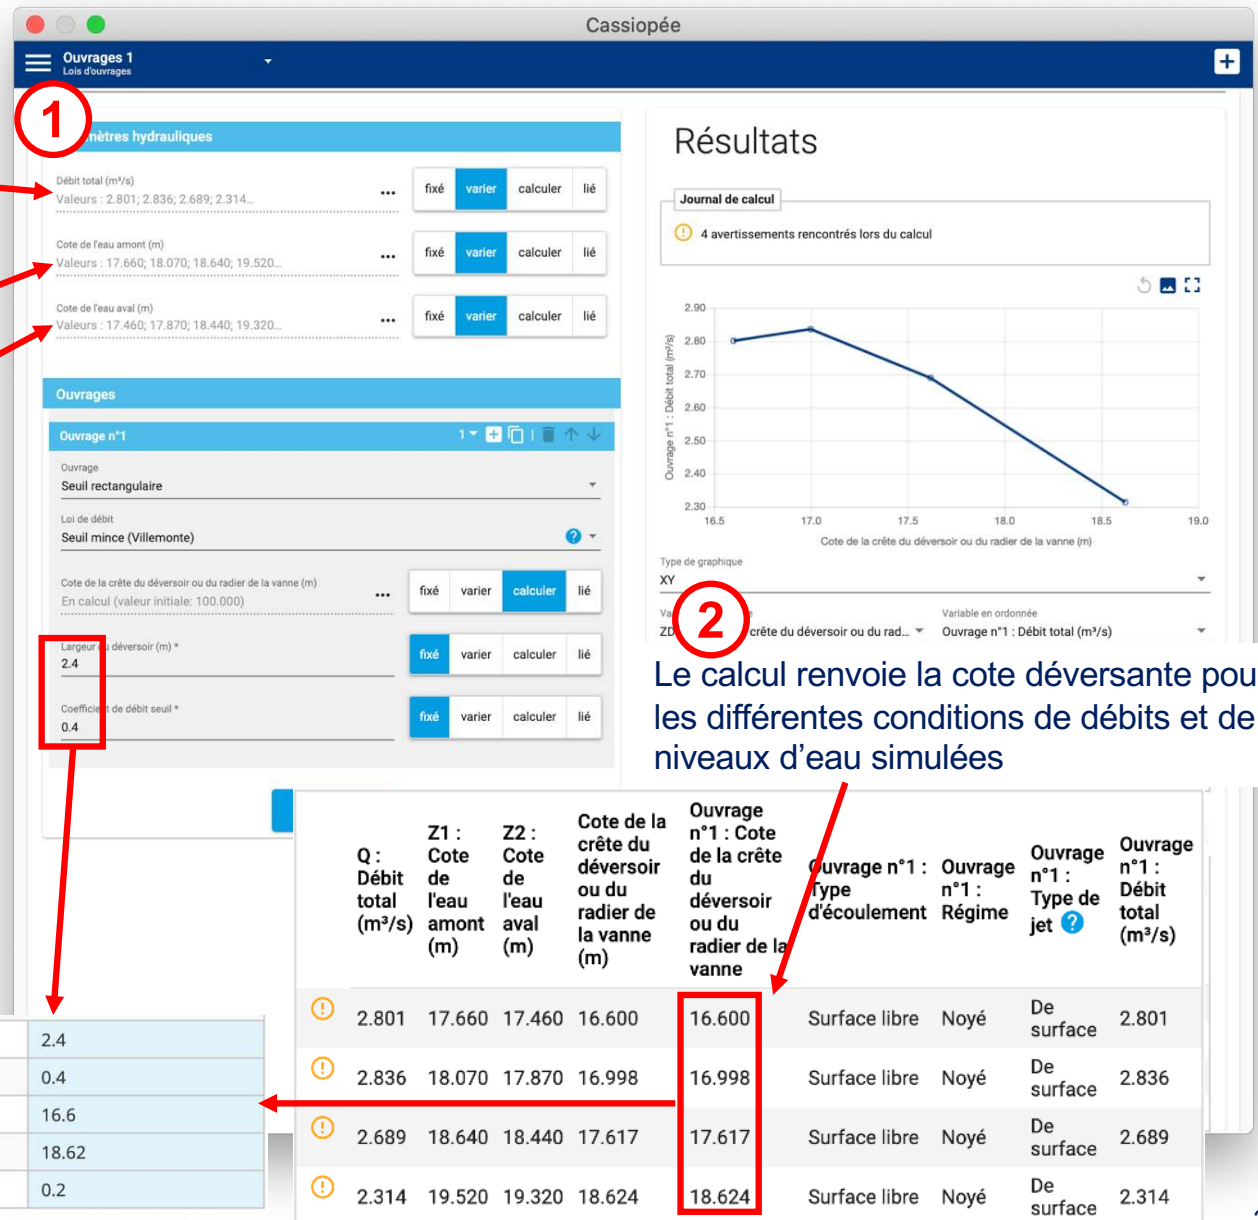 Cassiopée
Ouvrages 1
Lois d'ouvrages
1
mètres hydrauliques
Débit total (m³/s)
Valeurs : 2.801; 2.836; 2.689; 2.314...
fixé varier calculer lié
Cote de l'eau amont (m)
Valeurs : 17.660; 18.070; 18.640; 19.520...
fixé varier calculer lié
Cote de l'eau aval (m)
Valeurs : 17.460; 17.870; 18.440; 19.320...
fixé varier calculer lié
Ouvrages
Ouvrage n°1
1
Ouvrage
Seuil rectangulaire
Loi de débit
Seuil mince (Villemonte)
?
Cote de la crête du déversoir ou du radier de la vanne (m)
En calcul (valeur initiale: 100.000)
fixé varier calculer lié
Largeur du déversoir (m) *
2.4
fixé varier calculer lié
Coefficient de débit seuil *
0.4
fixé varier calculer lié
Résultats
Journal de calcul
4 avertissements rencontrés lors du calcul
Ouvrage n°1 : Débit total (m³/s)
2.90
2.80
2.70
2.60
2.50
2.40
2.30
16.5 17.0 17.5 18.0 18.5 19.0
Cote de la crête du déversoir ou du radier de la vanne (m)
Type de graphique
XY
2
Va
ZD crête du déversoir ou du rad...
Variable en ordonnée
Ouvrage n°1 : Débit total (m³/s)
Le calcul renvoie la cote déversante pou
les différentes conditions de débits et de
niveaux d'eau simulées
Q :
Débit
total
(m³/s)
Z1 :
Cote
de
l'eau
amont
(m)
Z2 :
Cote
de
l'eau
aval
(m)
Cote de la
crête du
déversoir
ou du
radier de
la vanne
(m)
Ouvrage
n°1 : Cote
de la crête
du
déversoir
ou du
radier de la
vanne
Ouvrage n°1 :
Type
d'écoulement
Ouvrage
n°1 :
Régime
Ouvrage
n°1 :
Type de
jet ?
Ouvrage
n°1 :
Débit
total
(m³/s)
2.801 17.660 17.460 16.600 16.600 Surface libre Noyé De surface 2.801
2.836 18.070 17.870 16.998 16.998 Surface libre Noyé De surface 2.836
2.689 18.640 18.440 17.617 17.617 Surface libre Noyé De surface 2.689
2.314 19.520 19.320 18.624 18.624 Surface libre Noyé De surface 2.314
2.4
0.4
16.6
18.62
0.2